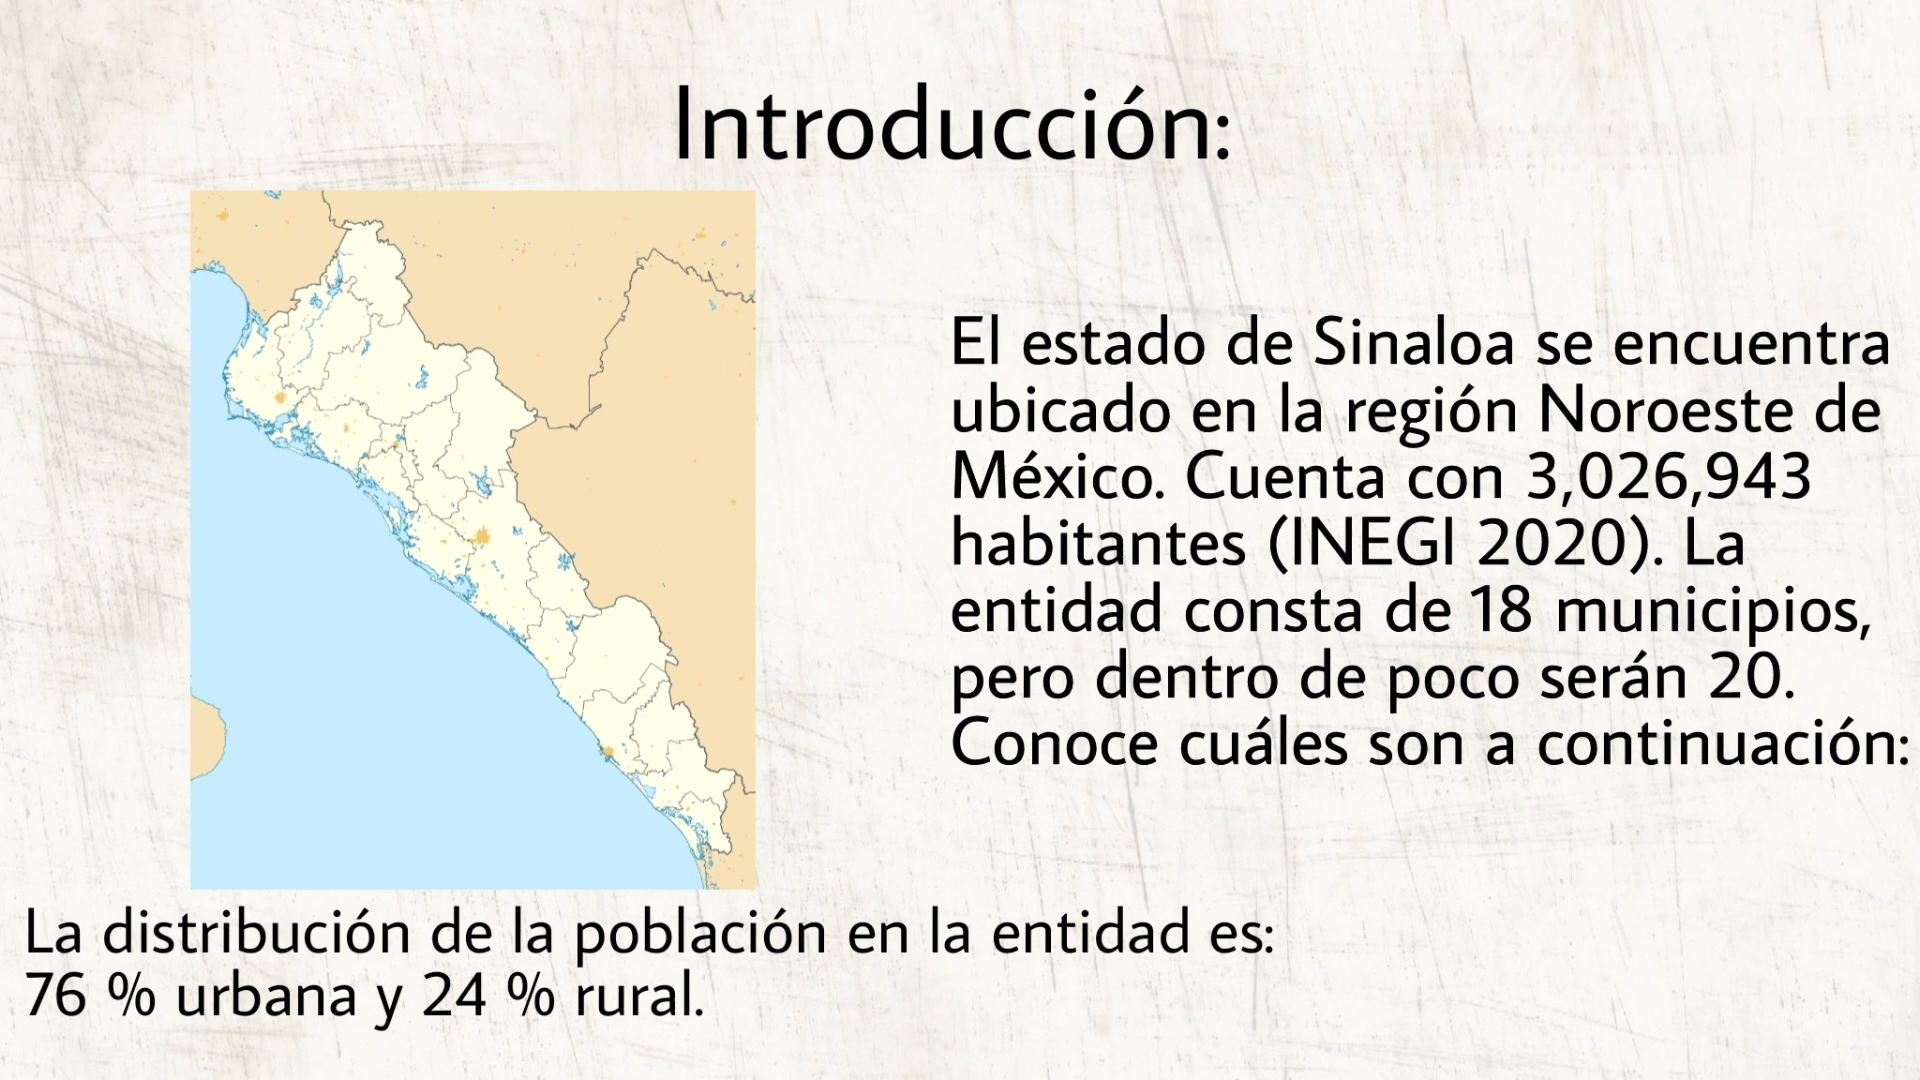 Introducción:
El estado de Sinaloa se encuentra
ubicado en la región Noroeste de
México. Cuenta con 3,026,943
habitantes (INEGI 2020). La
entidad consta de 18 municipios,
pero dentro de poco serán 20.
Conoce cuáles son a continuación:
La distribución de la población en la entidad es:
76 % urbana y 24 % rural.